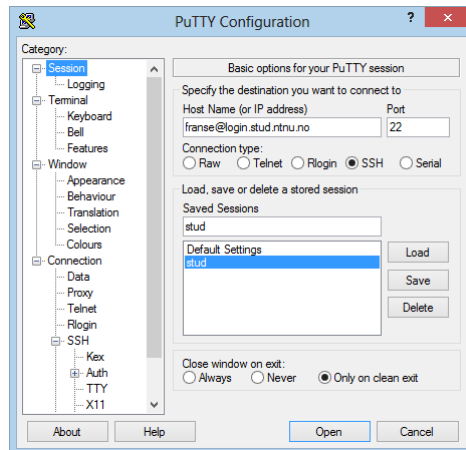 PuTTY Configuration ? ×
Category:
Session
Logging
Terminal
Keyboard
Bell
Features
Window
Appearance
Behaviour
Translation
Selection
Colours
Connection
Data
Proxy
Telnet
Rlogin
SSH
Kex
Auth
TTY
X11
Basic options for your PuTTY session
Specify the destination you want to connect to
Host Name (or IP address) Port
franse@login.stud.ntnu.no 22
Connection type:
Raw Telnet Rlogin SSH Serial
Load, save or delete a stored session
Saved Sessions
stud
Default Settings
stud
Load
Save
Delete
Close window on exit:
Always Never Only on clean exit
About Help Open Cancel